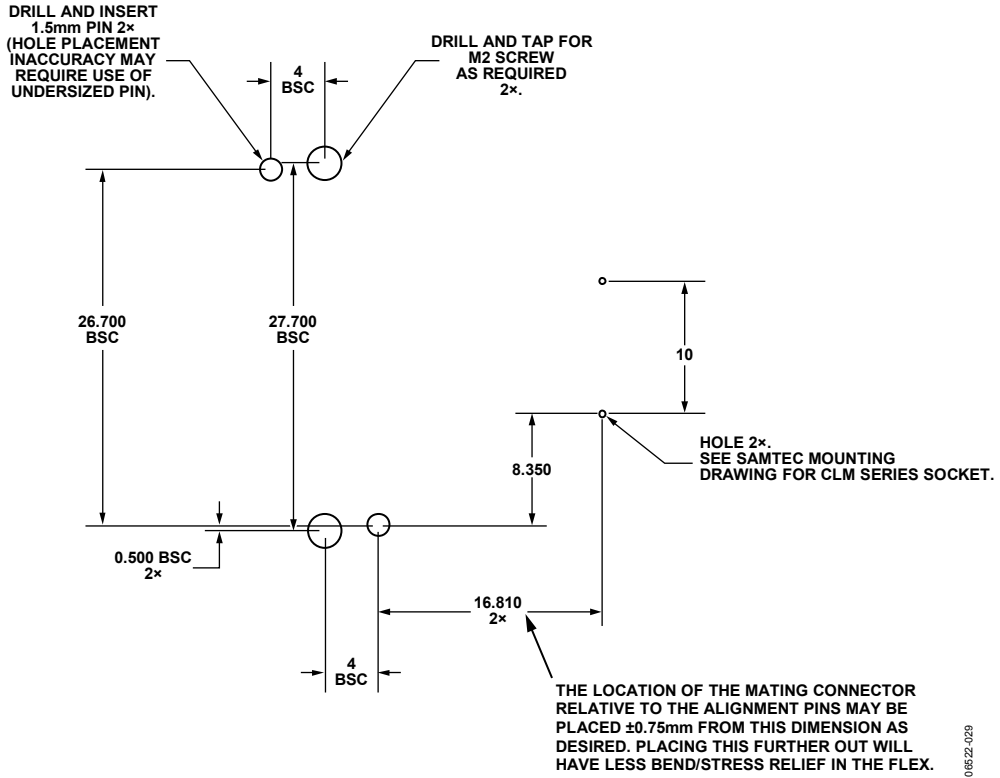 DRILL AND INSERT
1.5mm PIN 2×
(HOLE PLACEMENT
INACCURACY MAY
REQUIRE USE OF
UNDERSIZED PIN).
4
BSC
DRILL AND TAP FOR
M2 SCREW
AS REQUIRED
2×.
26.700
BSC
27.700
BSC
10
8.350
HOLE 2×.
SEE SAMTEC MOUNTING
DRAWING FOR CLM SERIES SOCKET.
0.500 BSC
2×
16.810
2×
4
BSC
THE LOCATION OF THE MATING CONNECTOR
RELATIVE TO THE ALIGNMENT PINS MAY BE
PLACED ±0.75mm FROM THIS DIMENSION AS
DESIRED. PLACING THIS FURTHER OUT WILL
HAVE LESS BEND/STRESS RELIEF IN THE FLEX.
06522-029